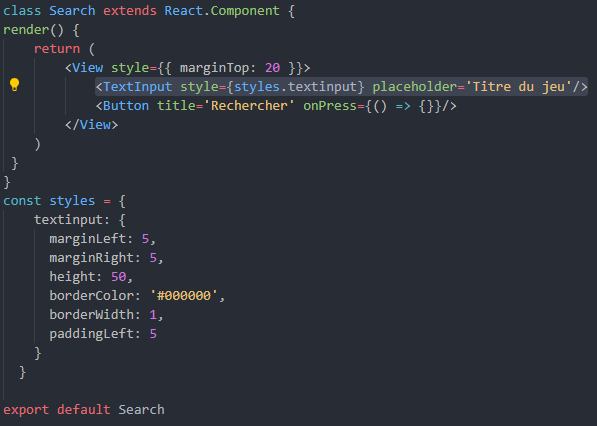 class Search extends React.Component {
render() {
    return (
        <View style={{ marginTop: 20 }}>
            <TextInput style={styles.textinput} placeholder='Titre du jeu'/>
            <Button title='Rechercher' onPress={() => {}}/>
        </View>
    )
 }
}
const styles = {
    textinput: {
      marginLeft: 5,
      marginRight: 5,
      height: 50,
      borderColor: '#000000',
      borderWidth: 1,
      paddingLeft: 5
    }
  }

export default Search